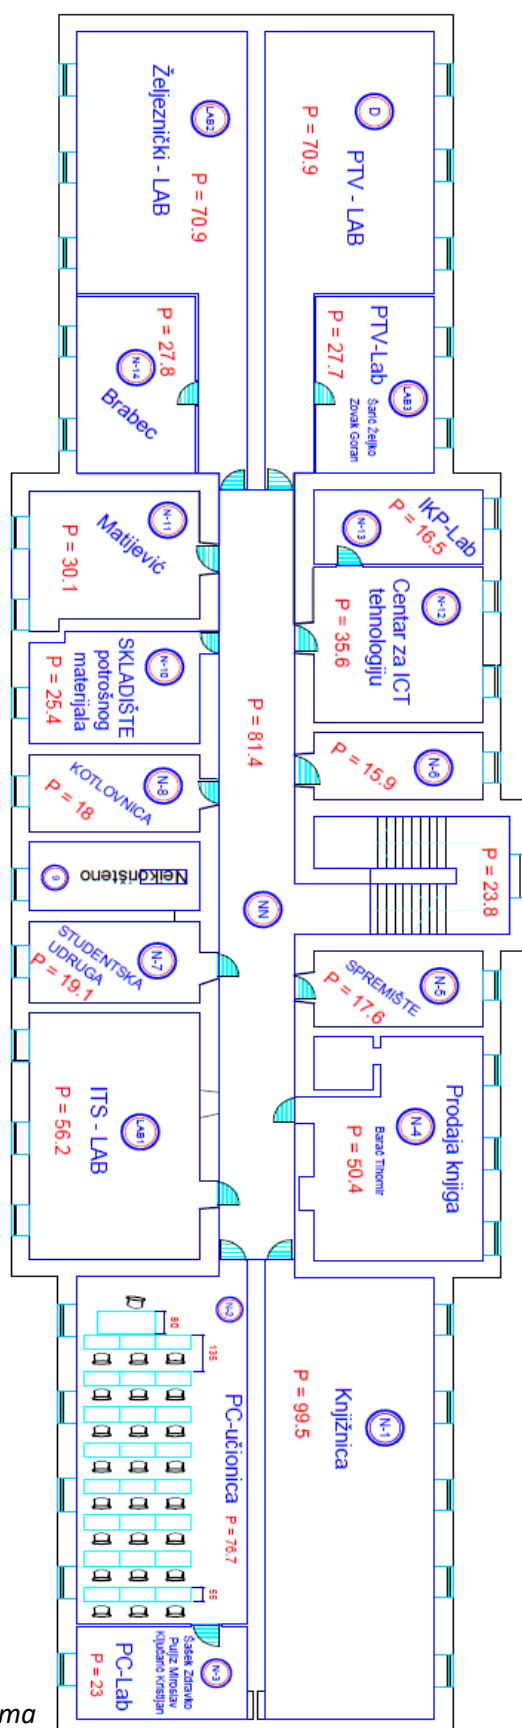 Željeznički - LAB
LAB2
P = 70.9
D
PTV - LAB
P = 70.9
P = 27.8
N-14
Brabec
PTV-Lab
P = 27.7
LAB3
Šarić Željko
Zovak Goran
N-11
Matijević
P = 30.1
IKP-Lab
P = 16.5
N-13
N-12
Centar za ICT
tehnologiju
P = 35.6
N-10
SKLADIŠTE
potrošnog
materijala
P = 25.4
P = 81.4
N-6
P = 15.9
N-8
KOTLOVNICA
P = 18
P = 23.8
9
NN
N-7
STUDENTSKA
UDRUGA
P = 19.1
N-5
SPREMIŠTE
P = 17.6
LAB1
ITS - LAB
P = 56.2
Prodaja knjiga
N-4
Barać Tihomir
P = 50.4
N-2
80
135
PC-učionica
P = 76.7
55
N-1
Knjižnica
P = 99.5
N-3
Šašek Zdravko
Puljiz Miroslav
Ključarić Kristijan
PC-Lab
P = 23
ma